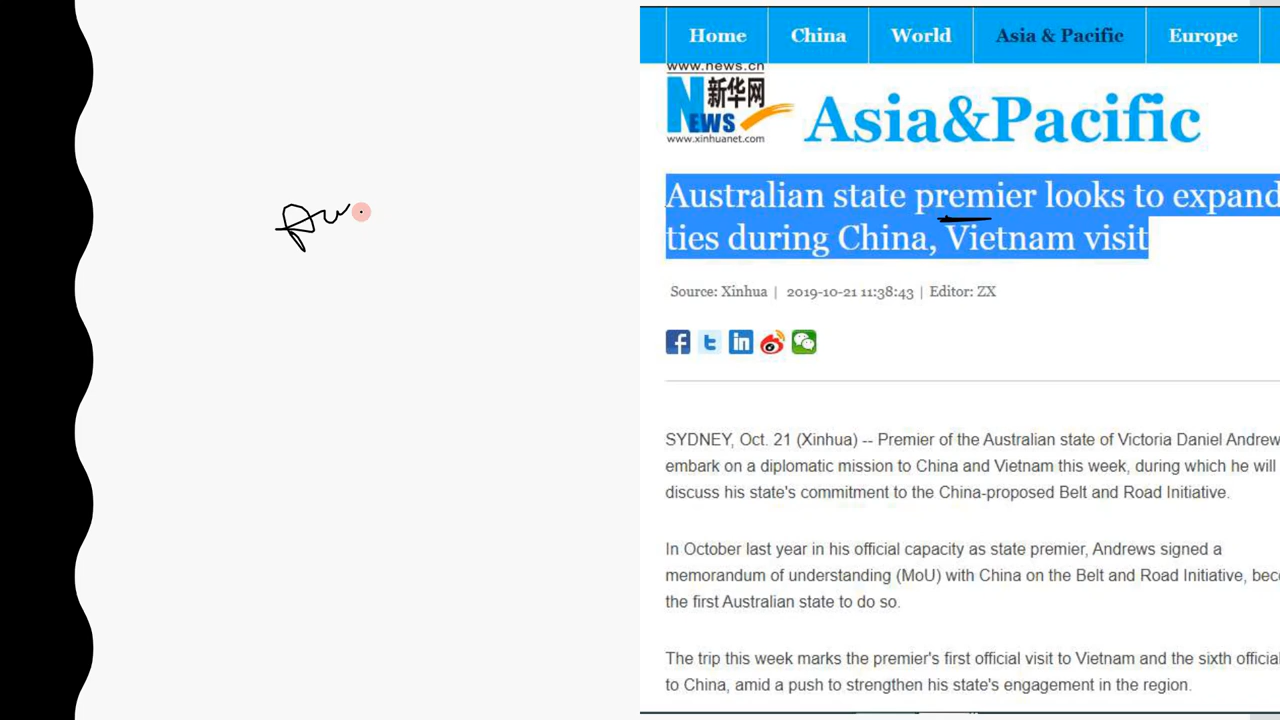 Au
Home China World Asia & Pacific Europe
www.news.cn
新华网
News
www.xinhuanet.com
Asia&Pacific
Australian state premier looks to expand
ties during China, Vietnam visit
Source: Xinhua | 2019-10-21 11:38:43 | Editor: ZX
SYDNEY, Oct. 21 (Xinhua) -- Premier of the Australian state of Victoria Daniel Andrew
embark on a diplomatic mission to China and Vietnam this week, during which he will
discuss his state's commitment to the China-proposed Belt and Road Initiative.
In October last year in his official capacity as state premier, Andrews signed a
memorandum of understanding (MoU) with China on the Belt and Road Initiative, bec
the first Australian state to do so.
The trip this week marks the premier's first official visit to Vietnam and the sixth official
to China, amid a push to strengthen his state's engagement in the region.